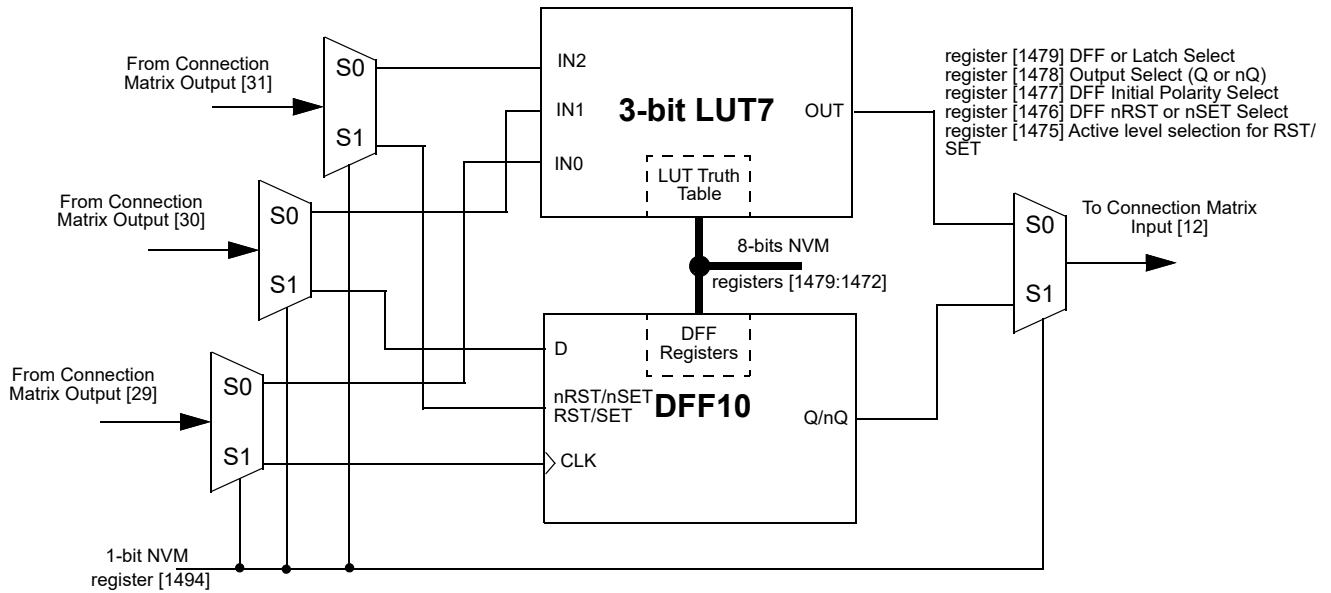 From Connection
Matrix Output [31]
S0
S1
IN2
IN1
IN0
3-bit LUT7
OUT
LUT Truth
Table
register [1479] DFF or Latch Select
register [1478] Output Select (Q or nQ)
register [1477] DFF Initial Polarity Select
register [1476] DFF nRST or nSET Select
register [1475] Active level selection for RST/
SET
From Connection
Matrix Output [30]
S0
S1
8-bits NVM
registers [1479:1472]
S0
S1
To Connection Matrix
Input [12]
From Connection
Matrix Output [29]
S0
S1
DFF
Registers
D
nRST/nSET
RST/SET
DFF10
Q/nQ
CLK
1-bit NVM
register [1494]